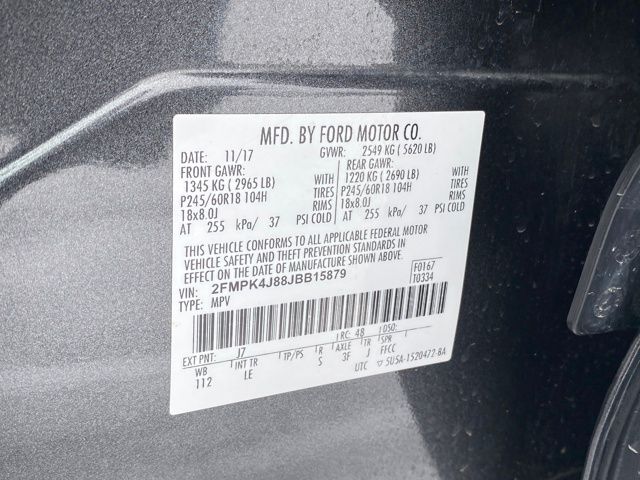 MFD. BY FORD MOTOR CO.
DATE: 11/17 GVWR: 2549 KG ( 5620 LB)
FRONT GAWR: REAR GAWR:
1345 KG ( 2965 LB) WITH 1220 KG ( 2690 LB) WITH
P245/60R18 104H TIRES P245/60R18 104H TIRES
18x8.0J RIMS 18x8.0J RIMS
AT 255 kPa/ 37 PSI COLD AT 255 kPa/ 37 PSI COLD
THIS VEHICLE CONFORMS TO ALL APPLICABLE FEDERAL MOTOR
VEHICLE SAFETY AND THEFT PREVENTION STANDARDS IN
EFFECT ON THE DATE OF MANUFACTURE SHOWN ABOVE.
VIN: 2FMPK4J88JBB15879 F0167
TYPE: MPV T0334
EXT PNT: J7 RC: 48 DSO:
WB INT TR TP/PS R AXLE TR SPR
112 LE S 3F J FFCC
UTC 5U5A-1520472-BA